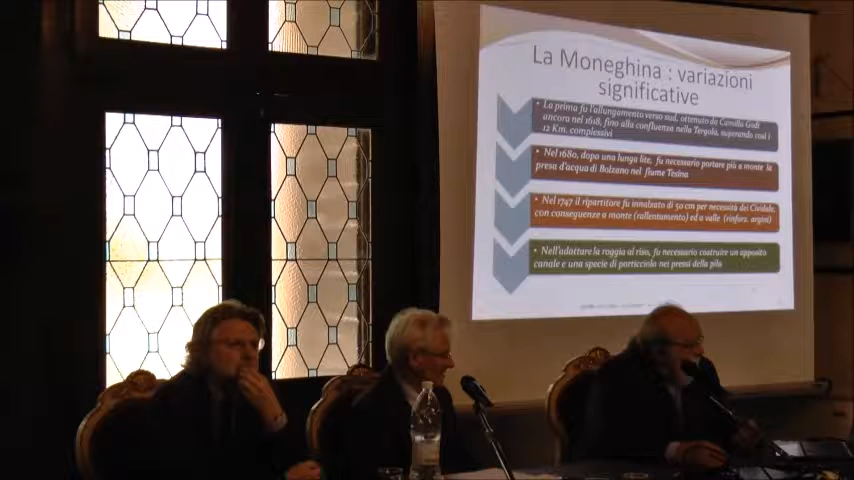 La Moneghina : variazioni
significative
• La prima fu l'allungamento verso sud, ottenuto da Camillo Godi
ancora nel 1618, fino alla confluenza nella Tergola, superando così i
12 Km. complessivi
• Nel 1680, dopo una lunga lite, fu necessario portare più a monte la
presa d'acqua di Bolzano nel fiume Tesina
• Nel 1747 il ripartitore fu innalzato di 50 cm per necessità dei Cividale,
con conseguenze a monte (rallentamento) ed a valle (rinforz. argini)
• Nell'adattare la roggia al riso, fu necessario costruire un apposito
canale e una specie di porticciolo nei pressi della pila